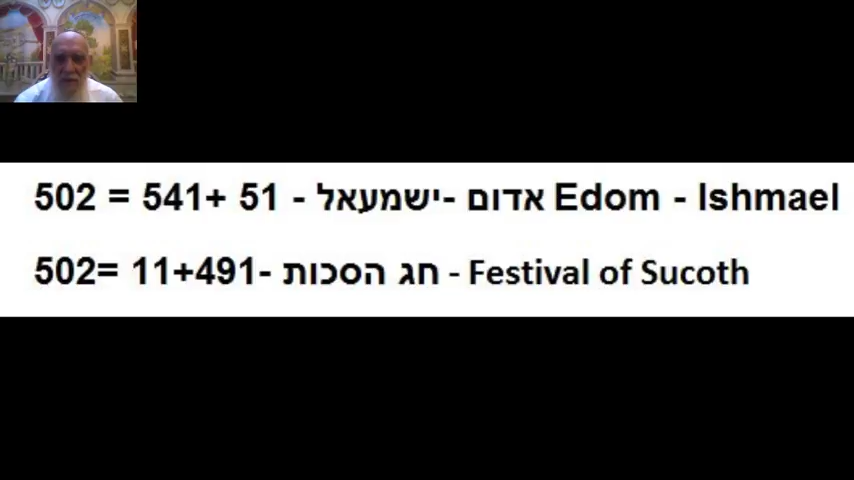 502 = 541+ 51 - ישמעאל- אדום Edom - Ishmael
502= 11+491- חג הסכות - Festival of Sucoth